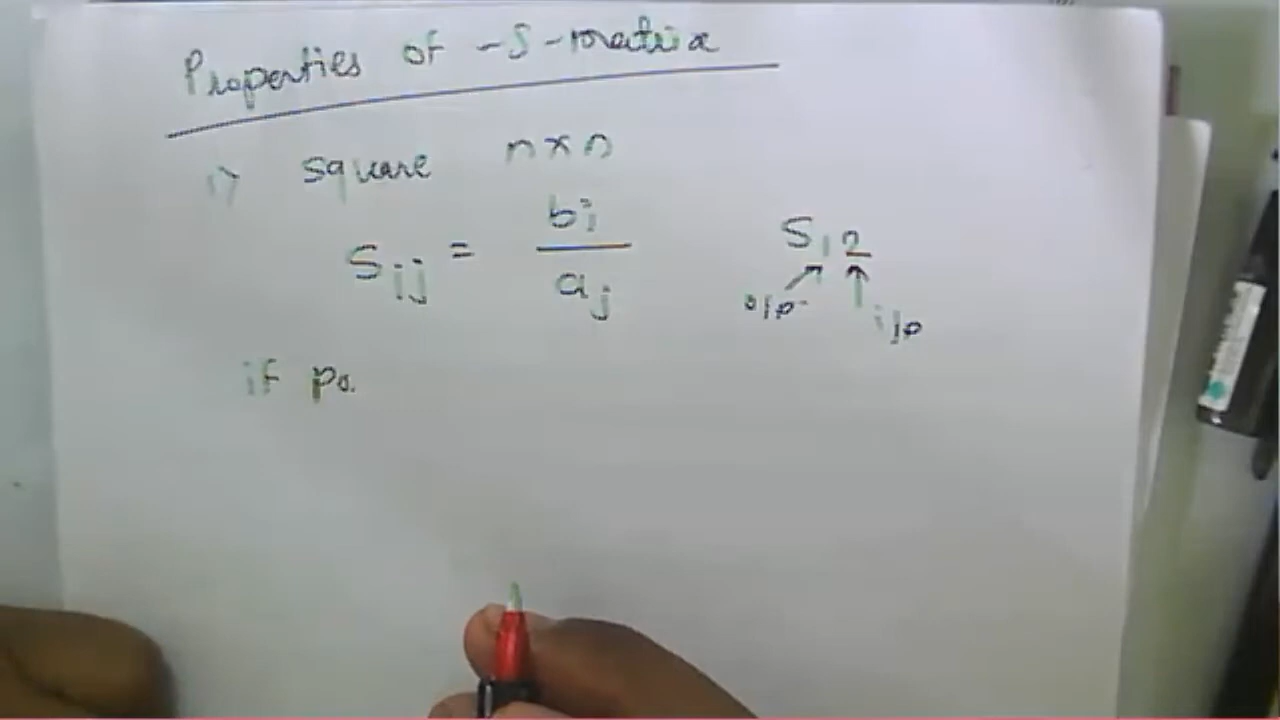 Properties of -S-matrix
1) square n×n
Sij = bi / aj
S12
o/p i/p
if po